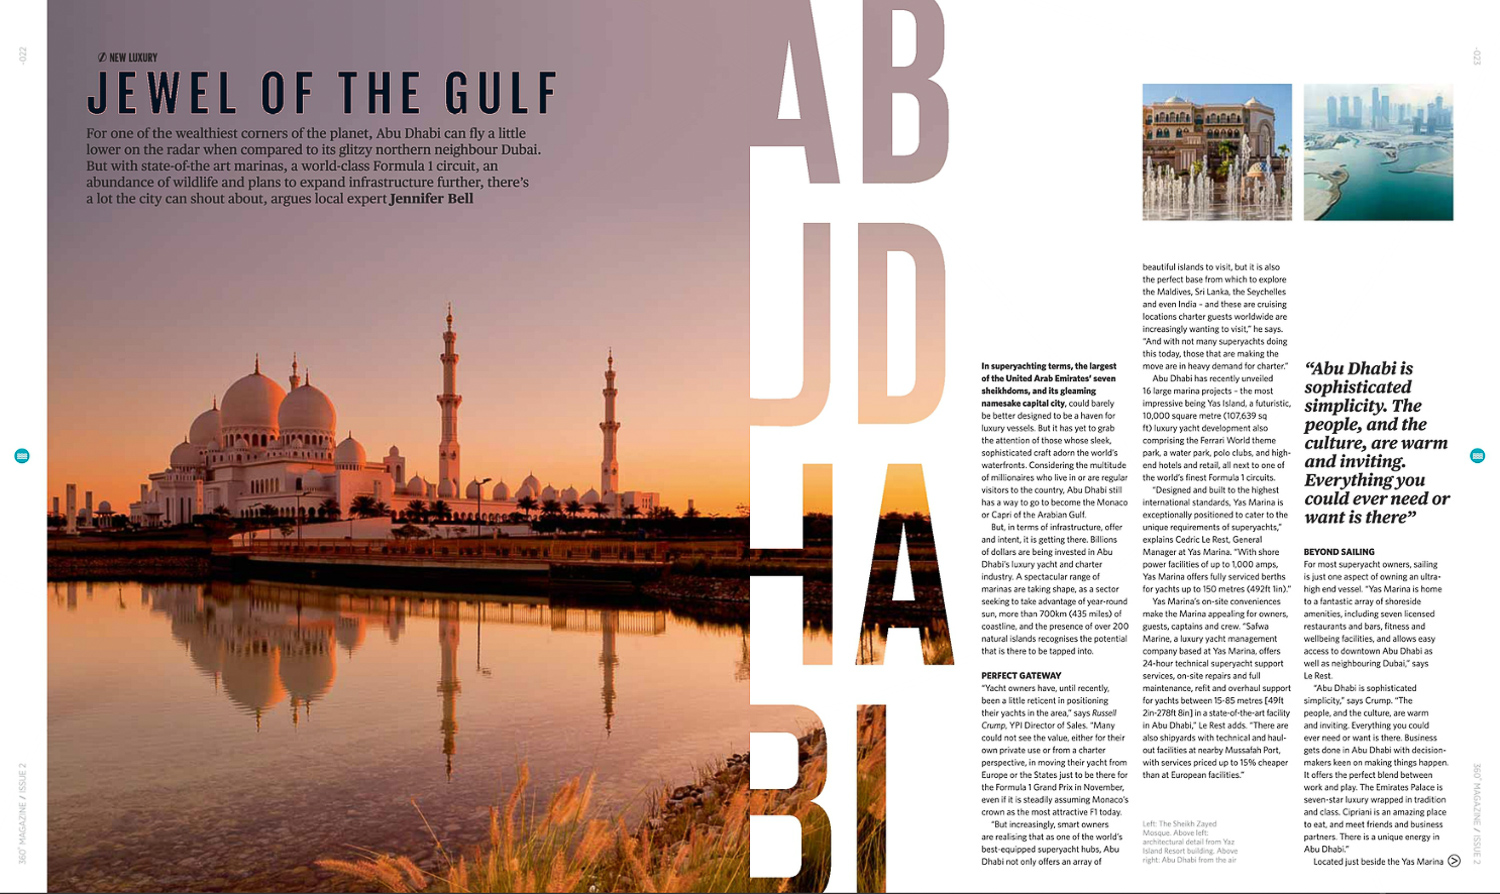 -022
NEW LUXURY
JEWEL OF THE GULF
For one of the wealthiest corners of the planet, Abu Dhabi can fly a little
lower on the radar when compared to its glitzy northern neighbour Dubai.
But with state-of-the art marinas, a world-class Formula 1 circuit, an
abundance of wildlife and plans to expand infrastructure further, there's
a lot the city can shout about, argues local expert Jennifer Bell
360° MAGAZINE / ISSUE 2
AB
U D
HA
BI
In superyachting terms, the largest
of the United Arab Emirates' seven
sheikhdoms, and its gleaming
namesake capital city, could barely
be better designed to be a haven for
luxury vessels. But it has yet to grab
the attention of those whose sleek,
sophisticated craft adorn the world's
waterfronts. Considering the multitude
of millionaires who live in or are regular
visitors to the country, Abu Dhabi still
has a way to go to become the Monaco
or Capri of the Arabian Gulf.
But, in terms of infrastructure, offer
and intent, it is getting there. Billions
of dollars are being invested in Abu
Dhabi's luxury yacht and charter
industry. A spectacular range of
marinas are taking shape, as a sector
seeking to take advantage of year-round
sun, more than 700km (435 miles) of
coastline, and the presence of over 200
natural islands recognises the potential
that is there to be tapped into.
PERFECT GATEWAY
"Yacht owners have, until recently,
been a little reticent in positioning
their yachts in the area," says Russell
Crump, YPI Director of Sales. "Many
could not see the value, either for their
own private use or from a charter
perspective, in moving their yacht from
Europe or the States just to be there for
the Formula 1 Grand Prix in November,
even if it is steadily assuming Monaco's
crown as the most attractive F1 today.
"But increasingly, smart owners
are realising that as one of the world's
best-equipped superyacht hubs, Abu
Dhabi not only offers an array of
beautiful islands to visit, but it is also
the perfect base from which to explore
the Maldives, Sri Lanka, the Seychelles
and even India – and these are cruising
locations charter guests worldwide are
increasingly wanting to visit," he says.
"And with not many superyachts doing
this today, those that are making the
move are in heavy demand for charter."
Abu Dhabi has recently unveiled
16 large marina projects – the most
impressive being Yas Island, a futuristic,
10,000 square metre (107,639 sq
ft) luxury yacht development also
comprising the Ferrari World theme
park, a water park, polo clubs, and high-
end hotels and retail, all next to one of
the world's finest Formula 1 circuits.
"Designed and built to the highest
international standards, Yas Marina is
exceptionally positioned to cater to the
unique requirements of superyachts,"
explains Cedric Le Rest, General
Manager at Yas Marina. "With shore
power facilities of up to 1,000 amps,
Yas Marina offers fully serviced berths
for yachts up to 150 metres (492ft 1in)."
Yas Marina's on-site conveniences
make the Marina appealing for owners,
guests, captains and crew. "Safwa
Marine, a luxury yacht management
company based at Yas Marina, offers
24-hour technical superyacht support
services, on-site repairs and full
maintenance, refit and overhaul support
for yachts between 15-85 metres [49ft
2in-278ft 8in] in a state-of-the-art facility
in Abu Dhabi," Le Rest adds. "There are
also shipyards with technical and haul-
out facilities at nearby Mussafah Port,
with services priced up to 15% cheaper
than at European facilities."
Left: The Sheikh Zayed
Mosque. Above left:
architectural detail from Yaz
Island Resort building. Above
right: Abu Dhabi from the air
"Abu Dhabi is
sophisticated
simplicity. The
people, and the
culture, are warm
and inviting.
Everything you
could ever need or
want is there"
BEYOND SAILING
For most superyacht owners, sailing
is just one aspect of owning an ultra-
high end vessel. "Yas Marina is home
to a fantastic array of shoreside
amenities, including seven licensed
restaurants and bars, fitness and
wellbeing facilities, and allows easy
access to downtown Abu Dhabi as
well as neighbouring Dubai," says
Le Rest.
"Abu Dhabi is sophisticated
simplicity," says Crump. "The
people, and the culture, are warm
and inviting. Everything you could
ever need or want is there. Business
gets done in Abu Dhabi with decision-
makers keen on making things happen.
It offers the perfect blend between
work and play. The Emirates Palace is
seven-star luxury wrapped in tradition
and class. Cipriani is an amazing place
to eat, and meet friends and business
partners. There is a unique energy in
Abu Dhabi."
Located just beside the Yas Marina
-023
360° MAGAZINE / ISSUE 2